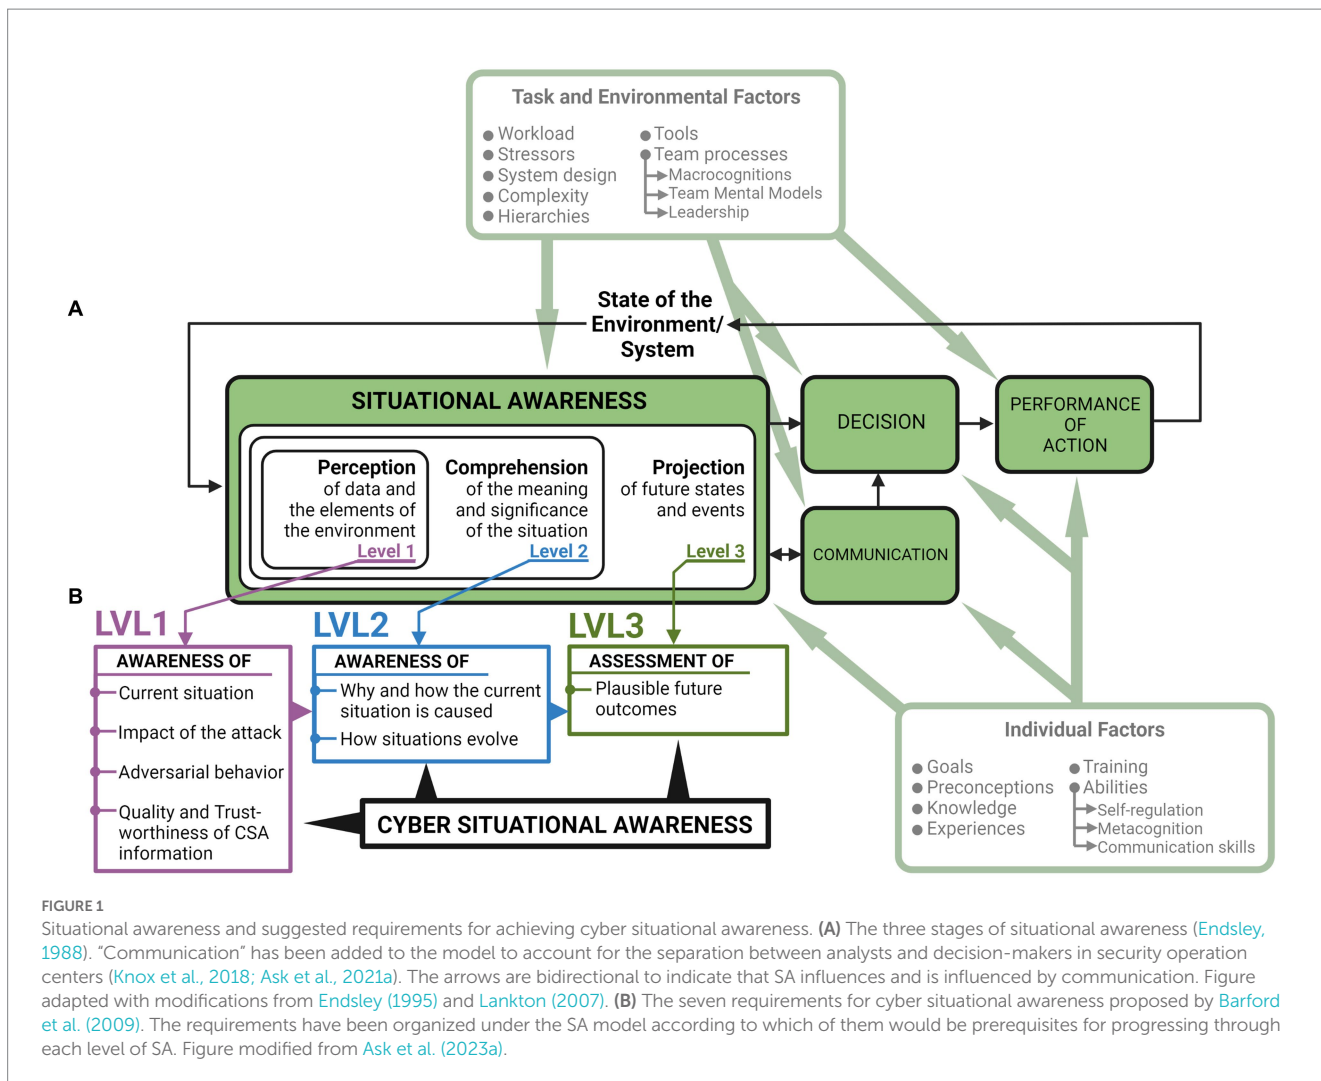 Task and Environmental Factors
Workload
Stressors
System design
Complexity
Hierarchies
Tools
Team processes
Macrocognitions
Team Mental Models
Leadership
A
State of the
Environment/
System
SITUATIONAL AWARENESS
Perception
of data and
the elements of
the environment
Level 1
Comprehension
of the meaning
and significance
of the situation
Level 2
Projection
of future states
and events
Level 3
DECISION
PERFORMANCE
OF
ACTION
COMMUNICATION
B
LVL1
AWARENESS OF
Current situation
Impact of the attack
Adversarial behavior
Quality and Trust-
worthiness of CSA
information
LVL2
AWARENESS OF
Why and how the current
situation is caused
How situations evolve
LVL3
ASSESSMENT OF
Plausible future
outcomes
CYBER SITUATIONAL AWARENESS
Individual Factors
Goals
Preconceptions
Knowledge
Experiences
Training
Abilities
Self-regulation
Metacognition
Communication skills
FIGURE 1
Situational awareness and suggested requirements for achieving cyber situational awareness. (A) The three stages of situational awareness (Endsley,
1988). “Communication” has been added to the model to account for the separation between analysts and decision-makers in security operation
centers (Knox et al., 2018; Ask et al., 2021a). The arrows are bidirectional to indicate that SA influences and is influenced by communication. Figure
adapted with modifications from Endsley (1995) and Lankton (2007). (B) The seven requirements for cyber situational awareness proposed by Barford
et al. (2009). The requirements have been organized under the SA model according to which of them would be prerequisites for progressing through
each level of SA. Figure modified from Ask et al. (2023a).